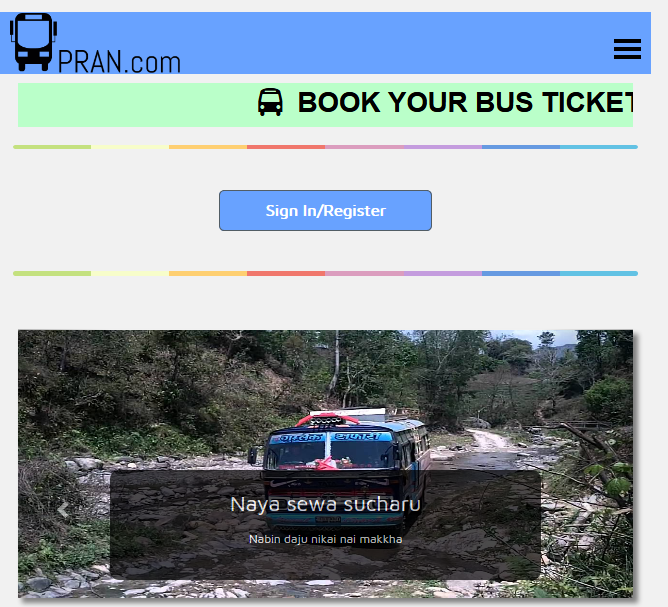 PRAN.com
BOOK YOUR BUS TICKET
Sign In/Register
Naya sewa sucharu
Nabin daju nikai nai makkha